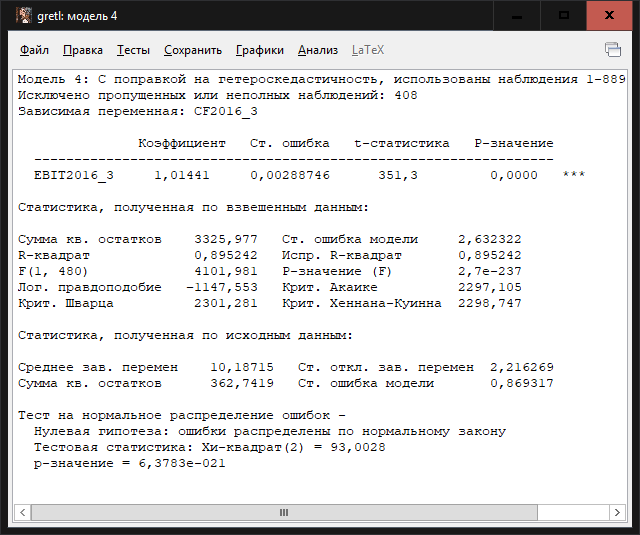 gretl: модель 4
Файл Правка Тесты Сохранить Графики Анализ LaTeX
Модель 4: С поправкой на гетероскедастичность, использованы наблюдения 1-889
Исключено пропущенных или неполных наблюдений: 408
Зависимая переменная: CF2016_3
Коэффициент Ст. ошибка t-статистика P-значение
---------------------------------------------------------------
EBIT2016_3 1,01441 0,00288746 351,3 0,0000 ***
Статистика, полученная по взвешенным данным:
Сумма кв. остатков 3325,977 Ст. ошибка модели 2,632322
R-квадрат 0,895242 Испр. R-квадрат 0,895242
F(1, 480) 4101,981 P-значение (F) 2,7e-237
Лог. правдоподобие -1147,553 Крит. Акаике 2297,105
Крит. Шварца 2301,281 Крит. Хеннана-Куинна 2298,747
Статистика, полученная по исходным данным:
Среднее зав. перемен 10,18715 Ст. откл. зав. перемен 2,216269
Сумма кв. остатков 362,7419 Ст. ошибка модели 0,869317
Тест на нормальное распределение ошибок -
Нулевая гипотеза: ошибки распределены по нормальному закону
Тестовая статистика: Хи-квадрат(2) = 93,0028
р-значение = 6,3783e-021